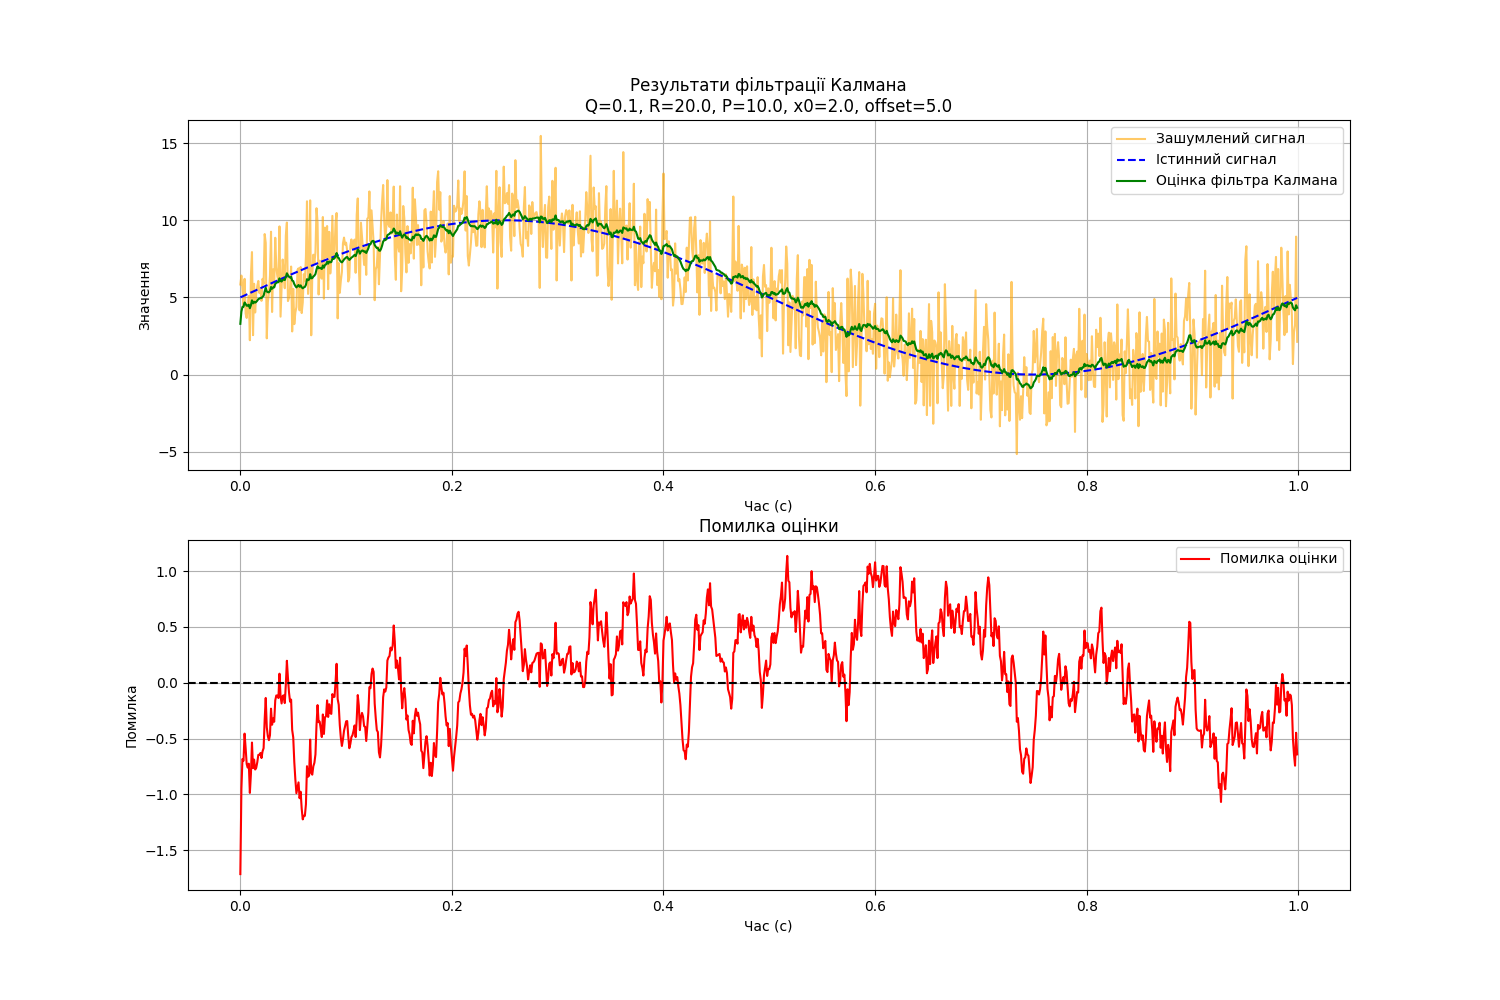 Результати фільтрації Калмана
Q=0.1, R=20.0, P=10.0, x0=2.0, offset=5.0
Зашумлений сигнал
Істинний сигнал
Оцінка фільтра Калмана
Значення
15
10
5
0
−5
0.0 0.2 0.4 0.6 0.8 1.0
Час (с)
Помилка оцінки
Помилка оцінки
Помилка
1.0
0.5
0.0
−0.5
−1.0
−1.5
0.0 0.2 0.4 0.6 0.8 1.0
Час (с)